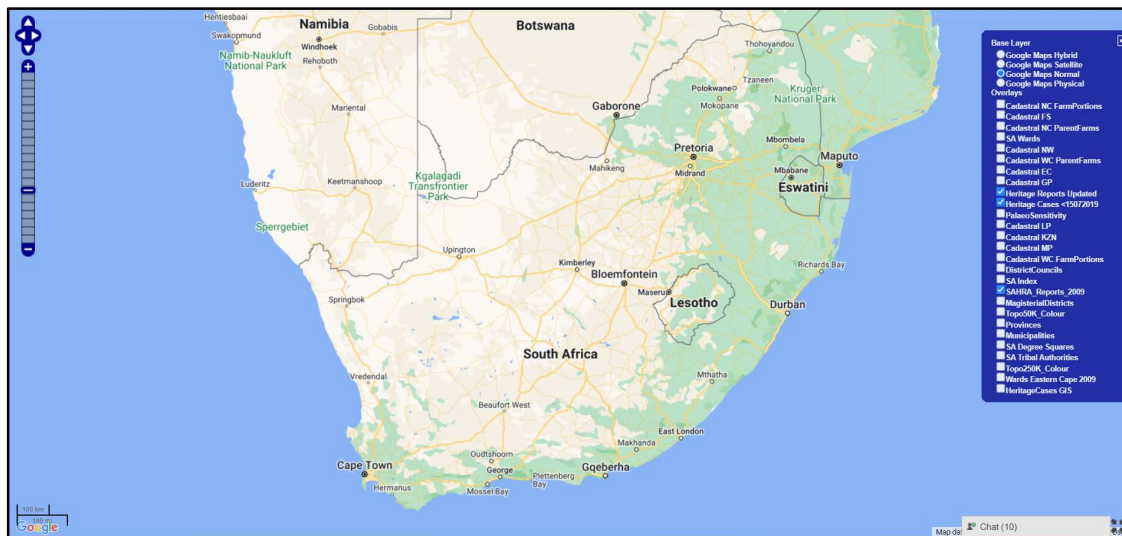 Hentiesbaai
Swakopmund
Namibia
Gobabis
Windhoek
Rehoboth
Namib-Naukluft
National Park
Mariental
Luderitz
Keetmanshoop
Sperrgebiet
Botswana
Gaborone
Mahikeng
Kgalagadi
Transfrontier
Park
Thohoyandou
Polokwane
Tzaneen
Mokopane
Kruger
National Park
Pretoria
Midrand
Mbombela
Mbabane
Maputo
Eswatini
Upington
Kimberley
Bloemfontein
Maseru
Lesotho
Richards Bay
Durban
Springbok
South Africa
Vredendal
Beaufort West
Mthatha
East London
Makhanda
Oudtshoorn
Cape Town
George
Plettenberg
Bay
Gqeberha
Hermanus
Mossel Bay
Base Layer
Google Maps Hybrid
Google Maps Satellite
Google Maps Normal
Google Maps Physical
Overlays
Cadastral NC FarmPortions
Cadastral FS
Cadastral NC ParentFarms
SA Wards
Cadastral NW
Cadastral WC ParentFarms
Cadastral EC
Cadastral GP
Heritage Reports Updated
Heritage Cases <15072019
PalaeoSensitivity
Cadastral LP
Cadastral KZN
Cadastral MP
Cadastral WC FarmPortions
DistrictCouncils
SA Index
SAHRA_Reports_2009
MagisterialDistricts
Topo50K_Colour
Provinces
Municipalities
SA Degree Squares
SA Tribal Authorities
Topo250K_Colour
Wards Eastern Cape 2009
HeritageCases GIS
100 km
100 mi
Google
Map
Chat (10)